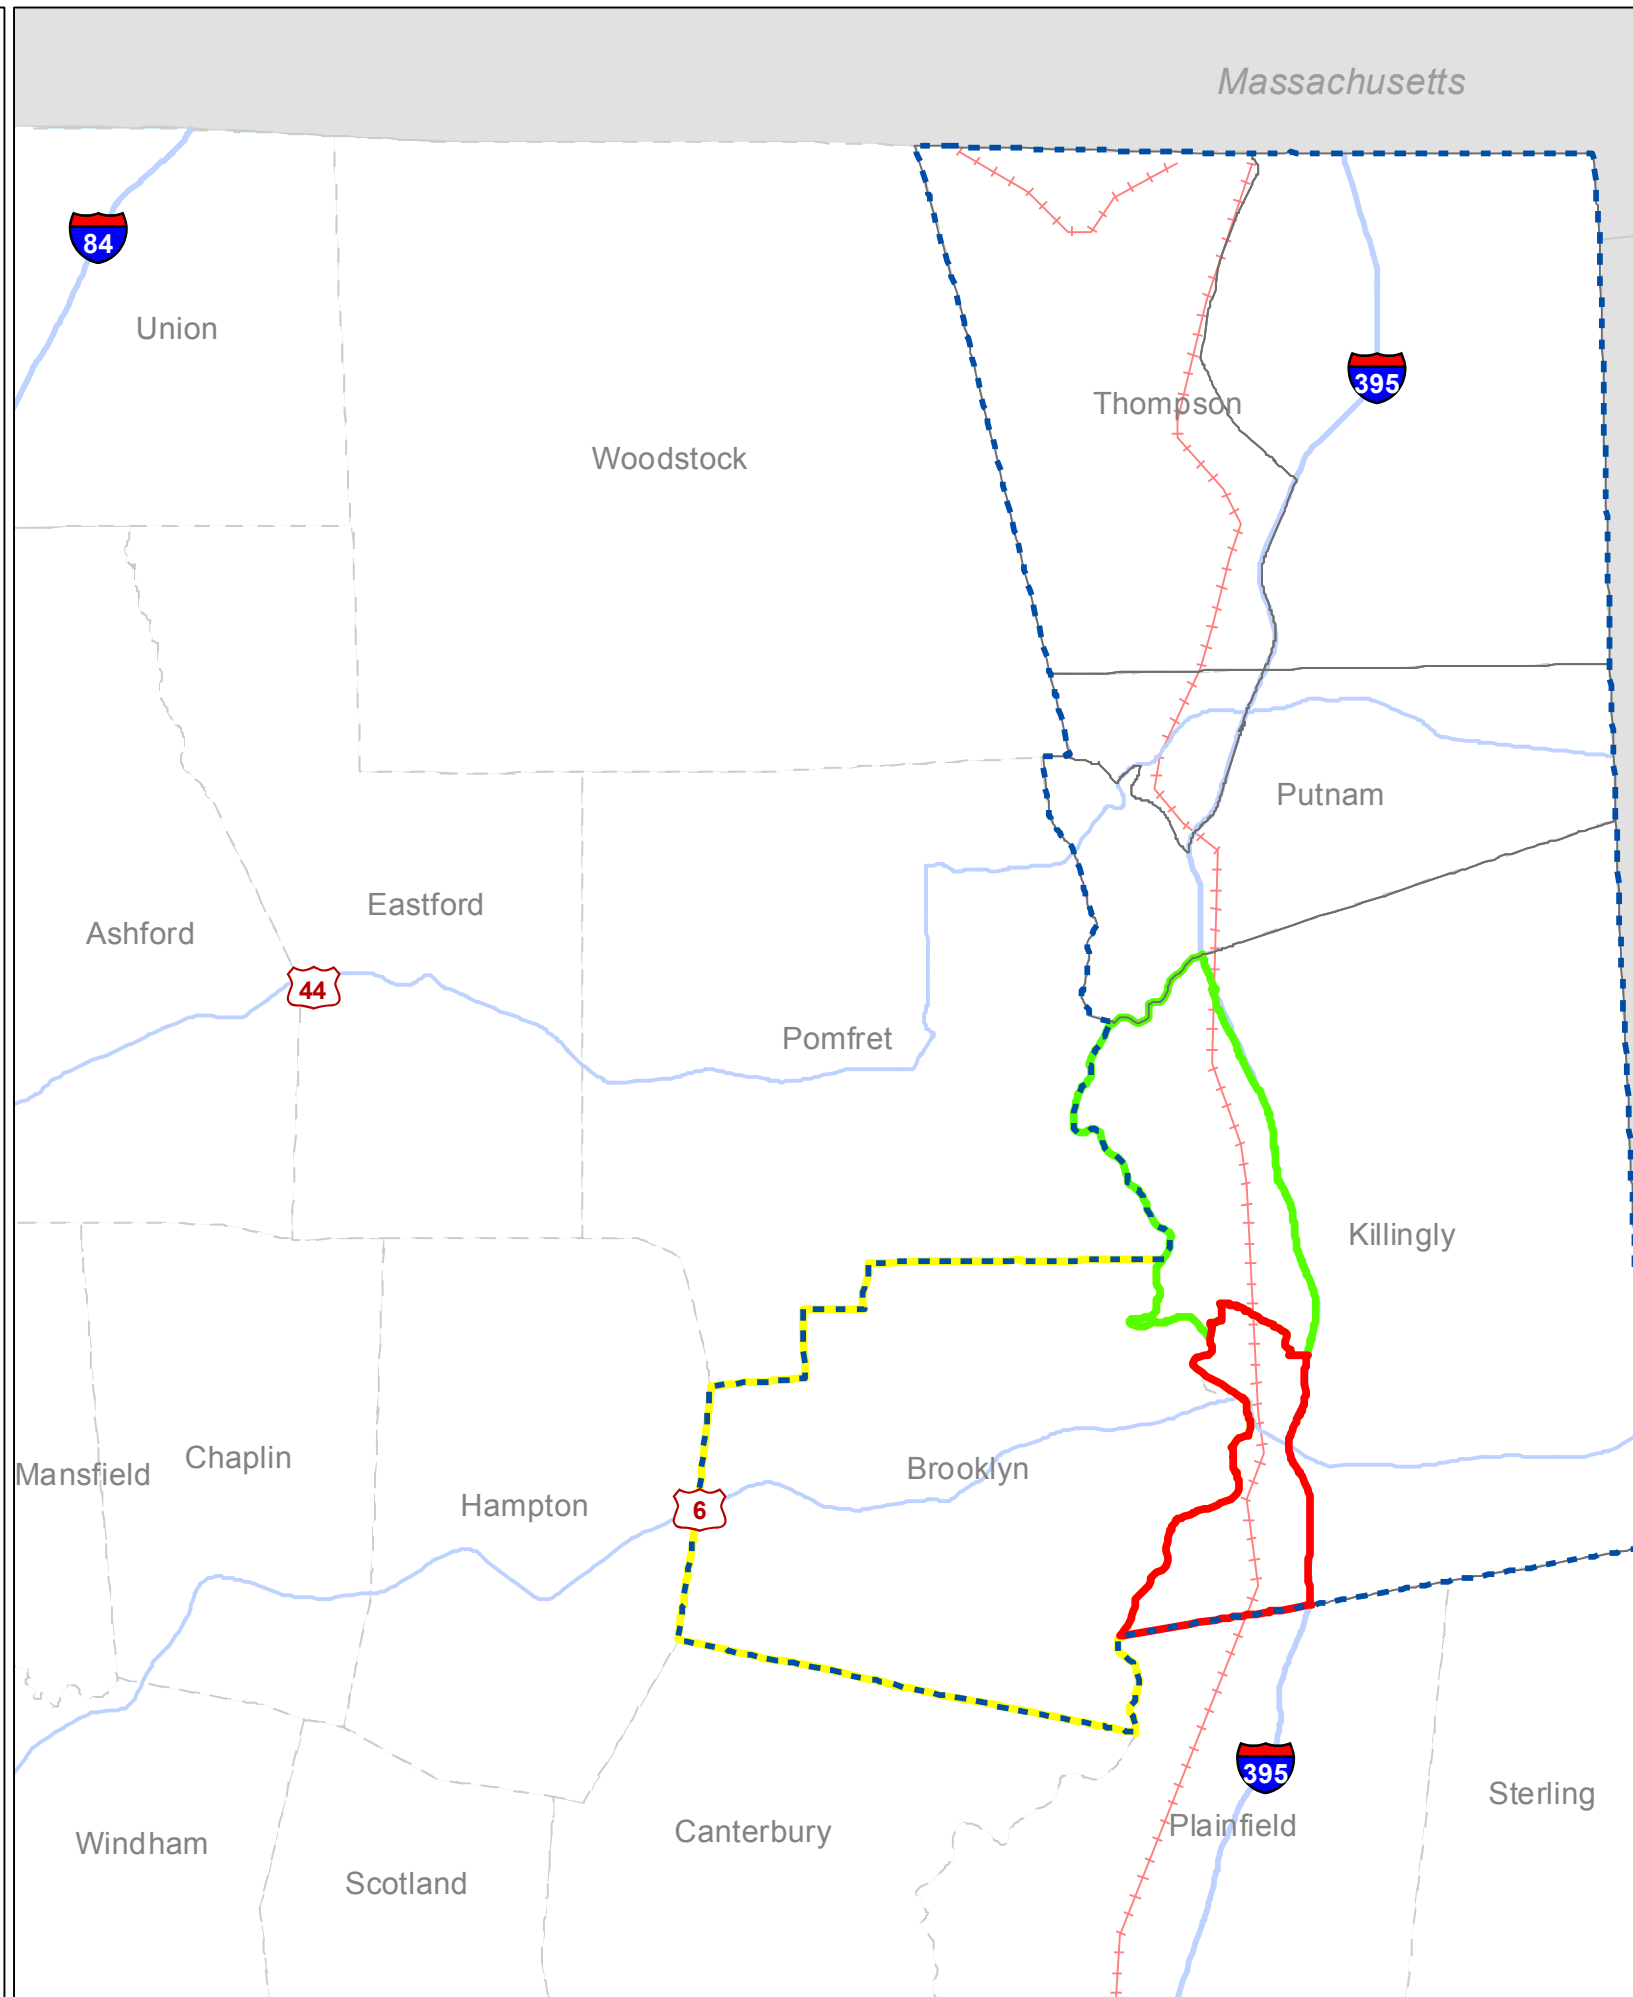 Massachusetts
84
Union
395
Thompson
Woodstock
Putnam
Eastford
Ashford
44
Pomfret
Killingly
Chaplin
Mansfield
Brooklyn
Hampton
6
395
Sterling
Plainfield
Canterbury
Windham
Scotland